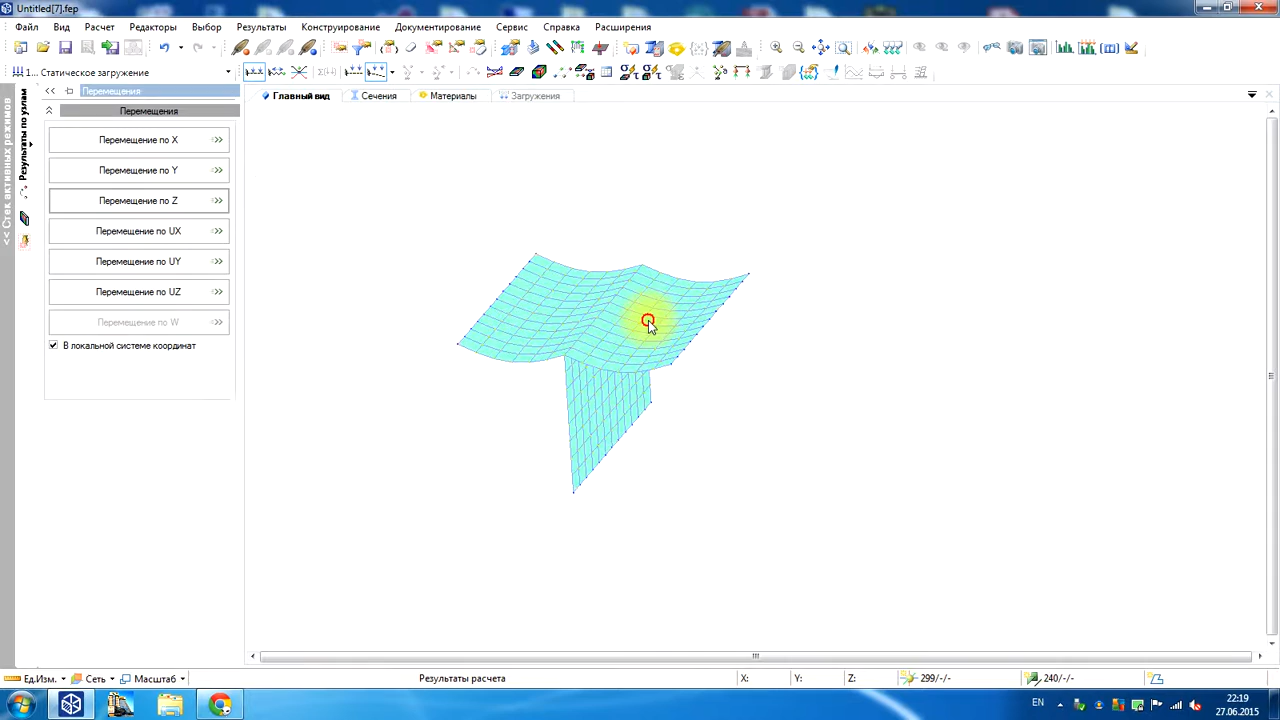 Untitled[7].fep
Файл Вид Расчет Редакторы Выбор Результаты Конструирование Документирование Сервис Справка Расширения
1... Статическое загружение
Перемещения
Главный вид Сечения Материалы Загружения
Перемещения
Перемещение по X
Перемещение по Y
Перемещение по Z
Перемещение по UX
Перемещение по UY
Перемещение по UZ
Перемещение по W
В локальной системе координат
<< Стек активных режимов
Результаты по узлам
Ед.Изм. Сеть Масштаб Результаты расчета X: Y: Z: 299/-/- 240/-/-
EN 22:19
27.06.2015